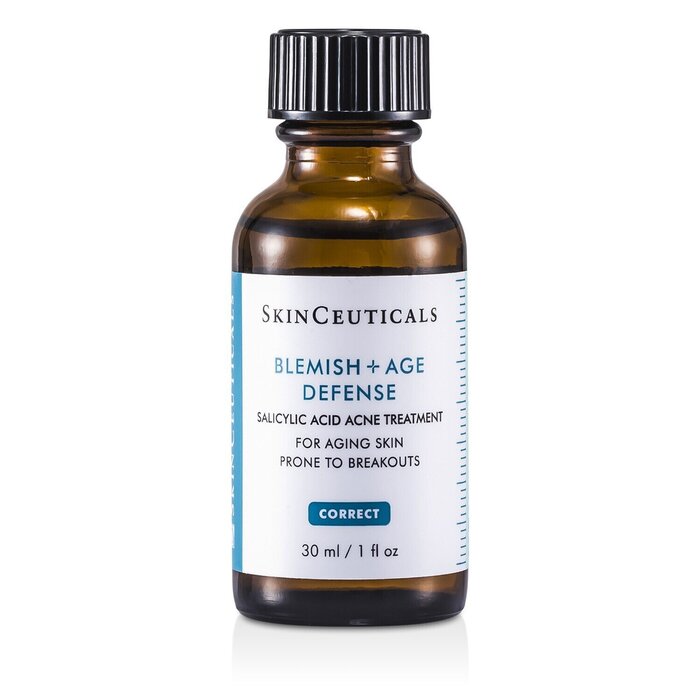 SKINCEUTICALS
BLEMISH + AGE
DEFENSE
SALICYLIC ACID ACNE TREATMENT
FOR AGING SKIN
PRONE TO BREAKOUTS
CORRECT
30 ml / 1 fl oz
SKINCEUTICALS